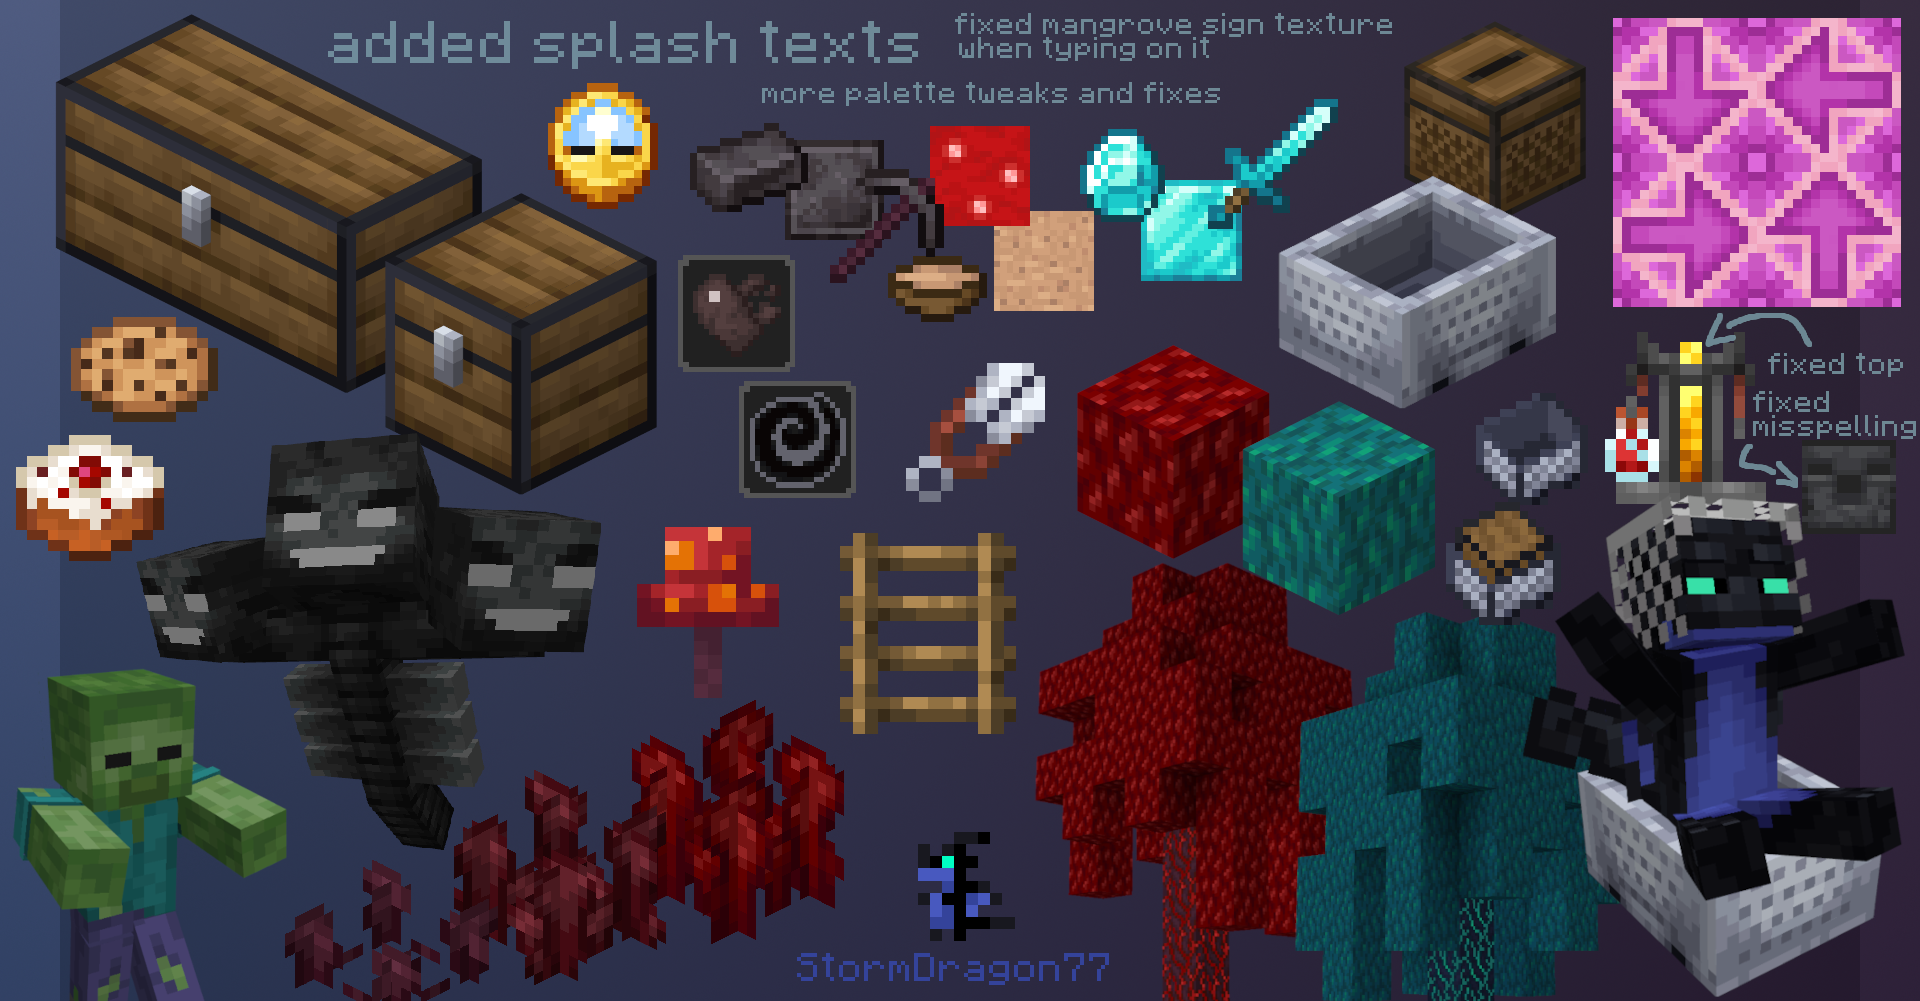 added splash texts
fixed mangrove sign texture
when typing on it
more palette tweaks and fixes
fixed top
fixed
misspelling
StormDragon77